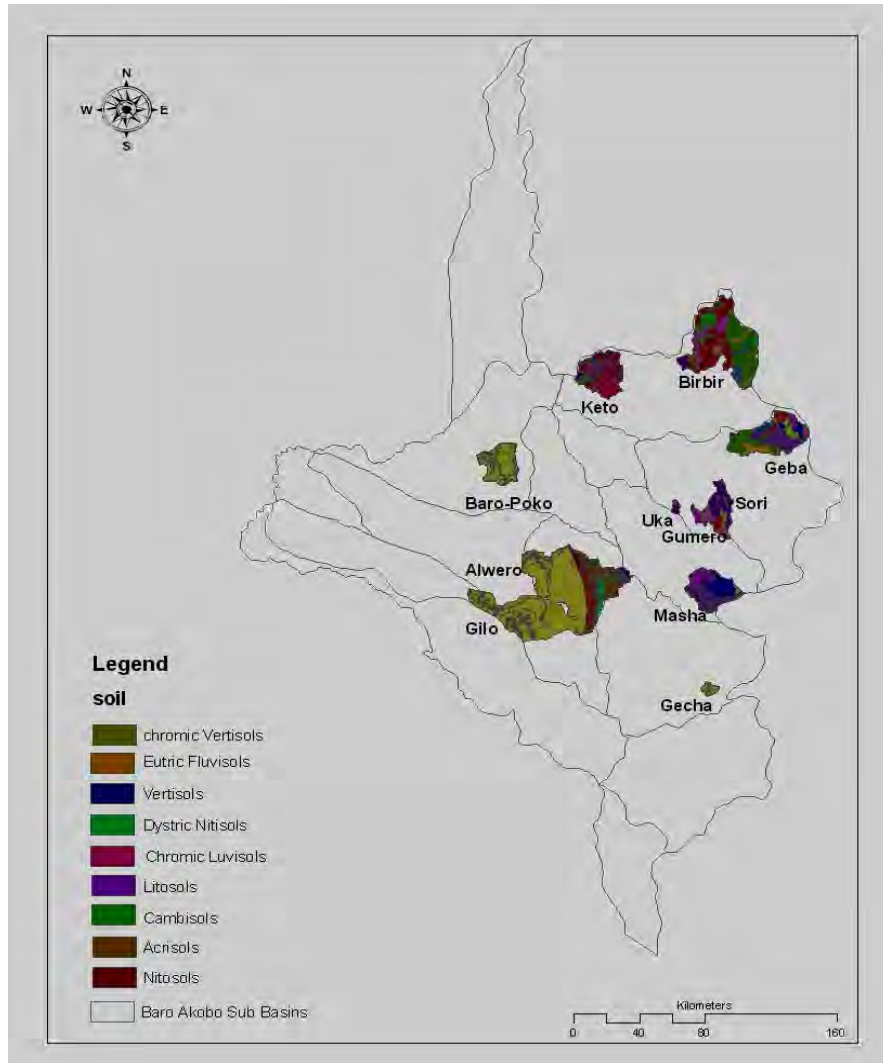 N
W E
S
Birbir
Keto
Geba
Baro-Poko
Sori
Uka
Gumero
Alwero
Masha
Gilo
Gecha
Legend
soil
chromic Vertisols
Eutric Fluvisols
Vertisols
Dystric Nitisols
Chromic Luvisols
Litosols
Cambisols
Acrisols
Nitosols
Baro Akobo Sub Basins
Kilometers
0 40 80 160